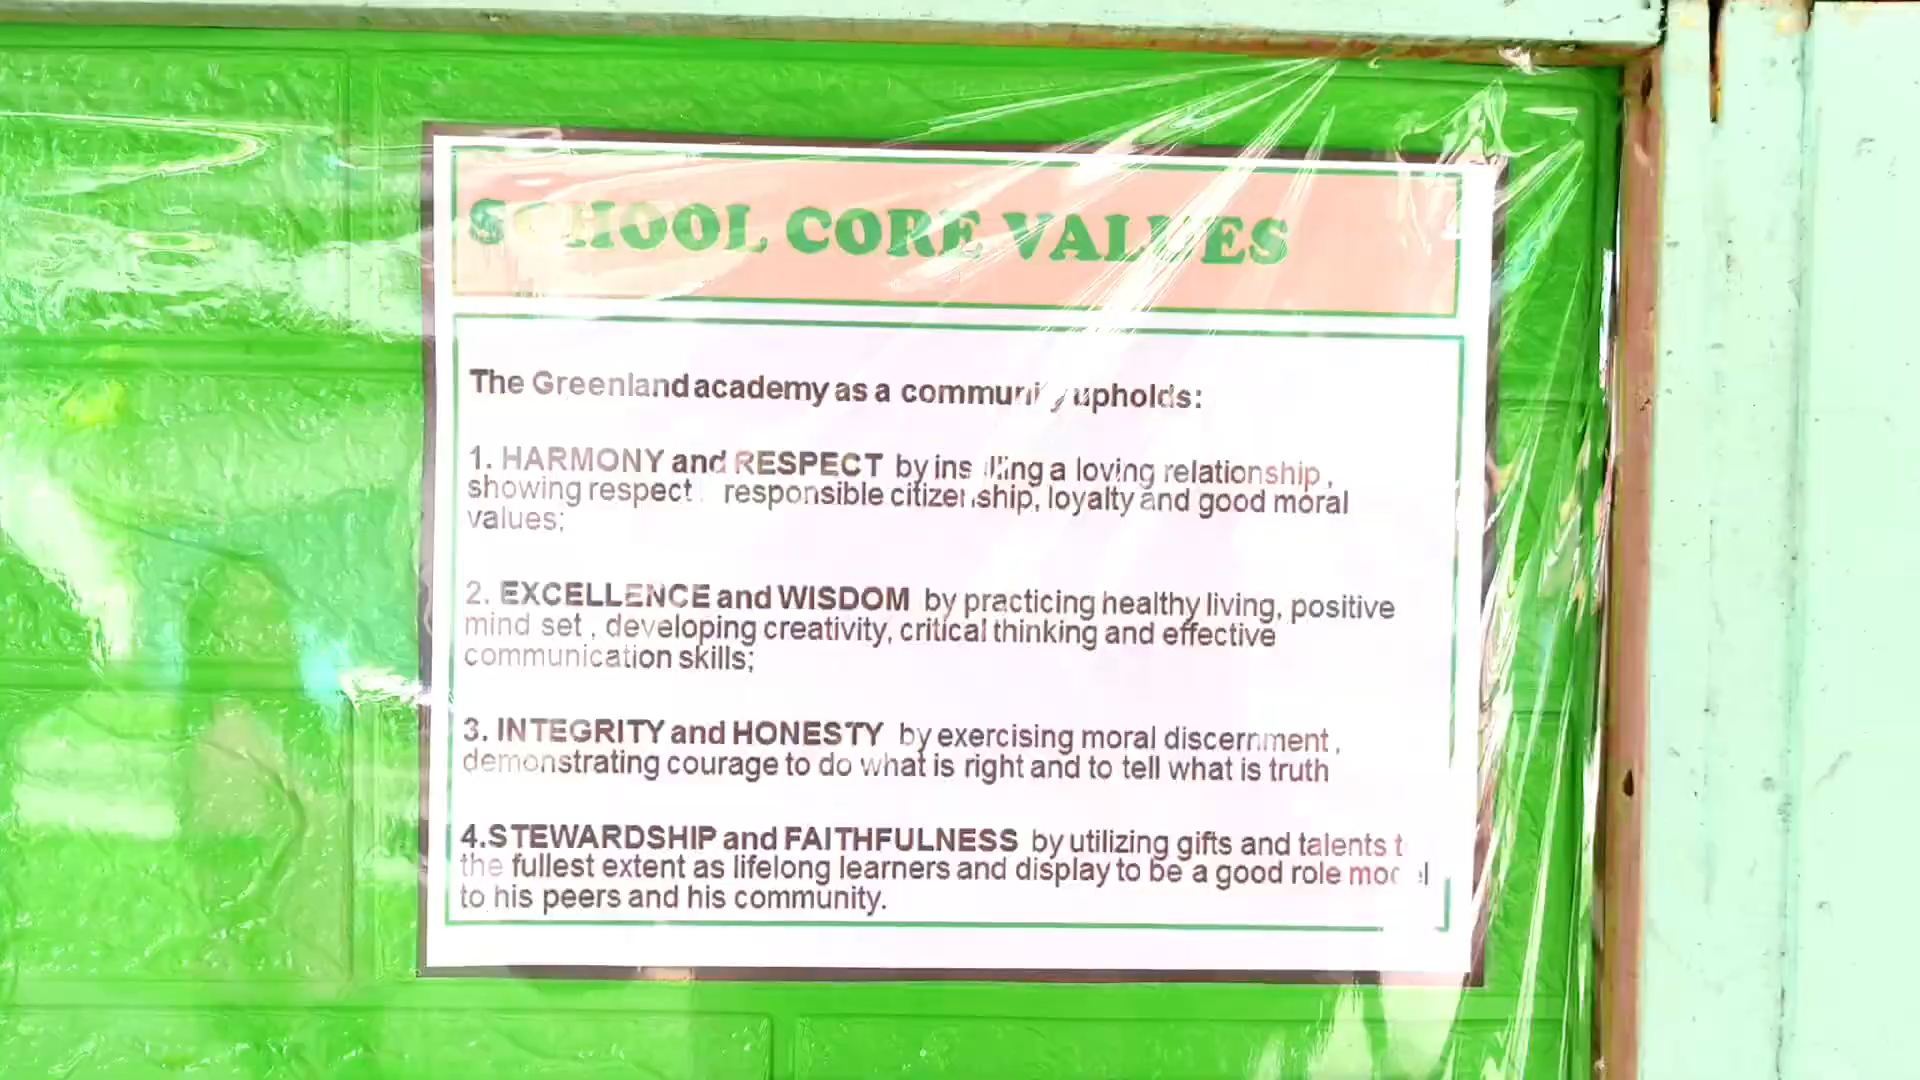 SCHOOL CORE VALUES
The Greenland academy as a community upholds:
1. HARMONY and RESPECT by instilling a loving relationship,
showing respect responsible citizenship, loyalty and good moral
values;
2. EXCELLENCE and WISDOM by practicing healthy living, positive
mind set, developing creativity, critical thinking and effective
communication skills;
3. INTEGRITY and HONESTY by exercising moral discernment,
demonstrating courage to do what is right and to tell what is truth
4.STEWARDSHIP and FAITHFULNESS by utilizing gifts and talents
the fullest extent as lifelong learners and display to be a good role model
to his peers and his community.